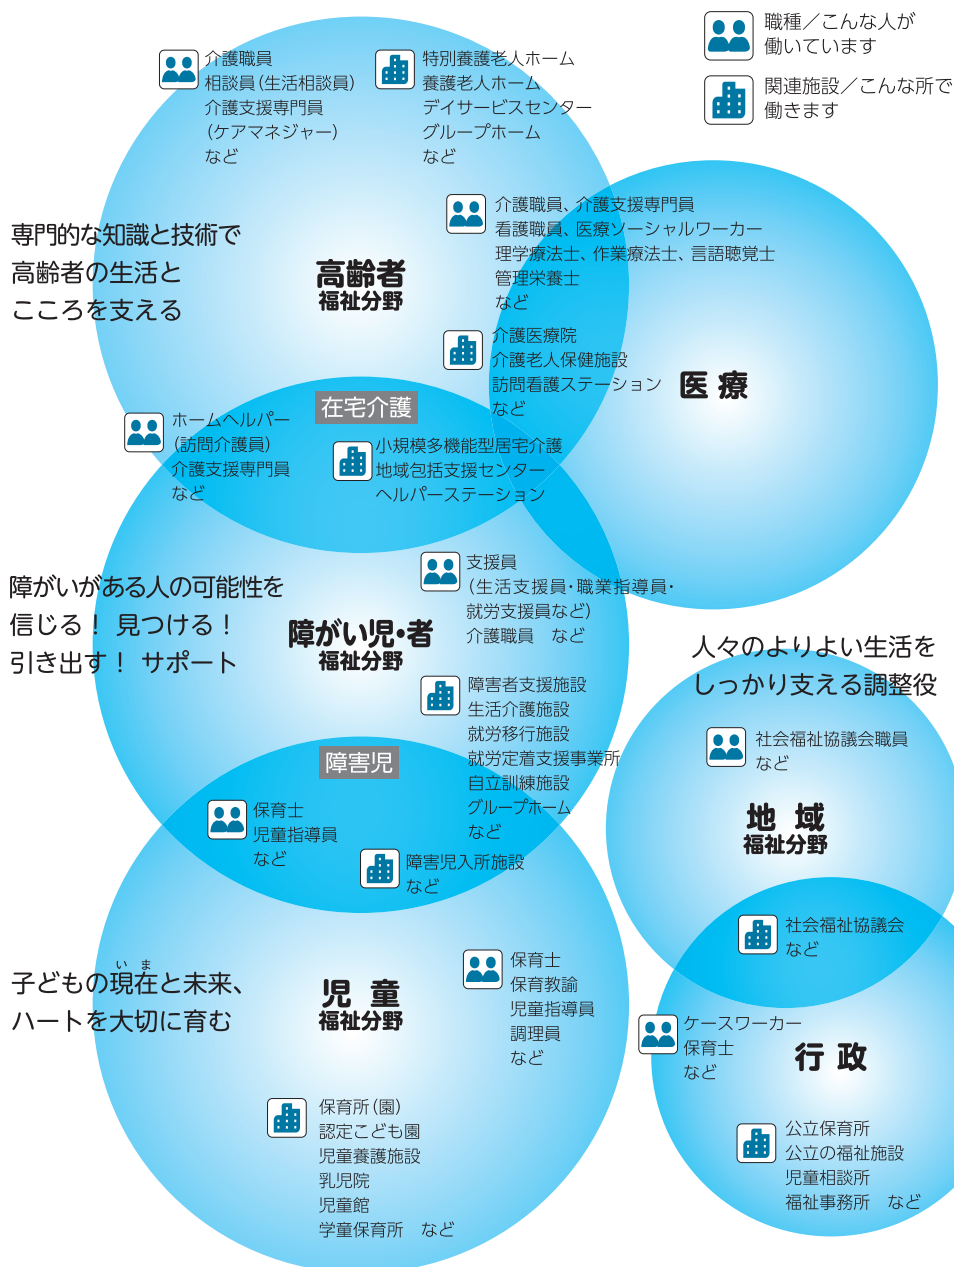 職種／こんな人が
働いています
関連施設／こんな所で
働きます
介護職員
相談員（生活相談員）
介護支援専門員
（ケアマネジャー）
など
特別養護老人ホーム
養護老人ホーム
デイサービスセンター
グループホーム
など
専門的な知識と技術で
高齢者の生活と
こころを支える
高齢者
福祉分野
介護職員、介護支援専門員
看護職員、医療ソーシャルワーカー
理学療法士、作業療法士、言語聴覚士
管理栄養士
など
介護医療院
介護老人保健施設
訪問看護ステーション
など
医療
在宅介護
ホームヘルパー
（訪問介護員）
介護支援専門員
など
小規模多機能型居宅介護
地域包括支援センター
ヘルパーステーション
障がいがある人の可能性を
信じる！ 見つける！
引き出す！ サポート
障がい児・者
福祉分野
支援員
（生活支援員・職業指導員・
就労支援員など）
介護職員　など
障害者支援施設
生活介護施設
就労移行施設
就労定着支援事業所
自立訓練施設
グループホーム
など
障害児
保育士
児童指導員
など
障害児入所施設
など
人々のよりよい生活を
しっかり支える調整役
社会福祉協議会職員
など
地域
福祉分野
社会福祉協議会
など
子どもの現在と未来、
いま
ハートを大切に育む
児童
福祉分野
保育士
保育教諭
児童指導員
調理員
など
保育所（園）
認定こども園
児童養護施設
乳児院
児童館
学童保育所　など
ケースワーカー
保育士
など
行政
公立保育所
公立の福祉施設
児童相談所
福祉事務所　など